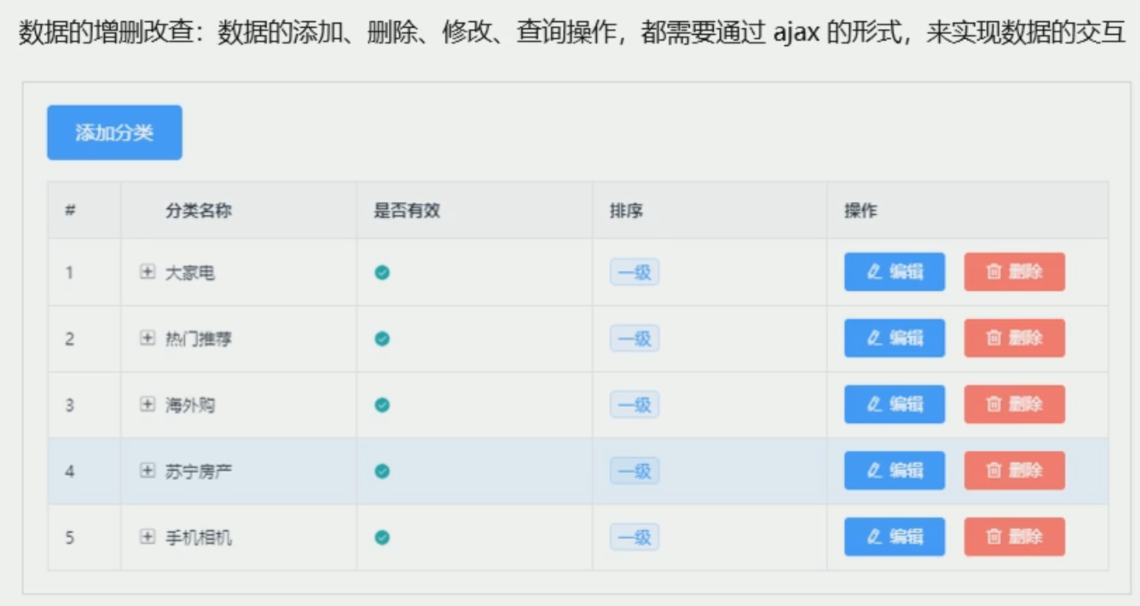 数据的增删改查：数据的添加、删除、修改、查询操作，都需要通过 ajax 的形式，来实现数据的交互
添加分类
# 分类名称 是否有效 排序 操作
1 大家电 一级 编辑 删除
2 热门推荐 一级 编辑 删除
3 海外购 一级 编辑 删除
4 苏宁房产 一级 编辑 删除
5 手机相机 一级 编辑 删除